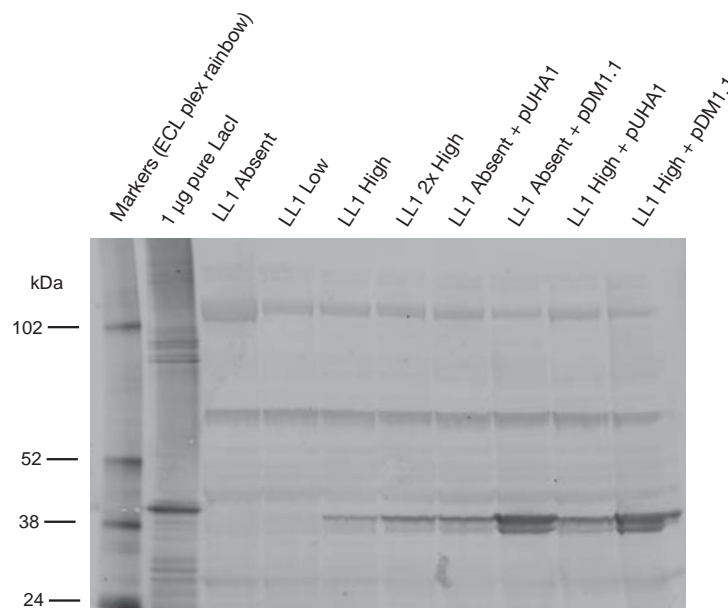 Markers (ECL plex rainbow)
1 µg pure LacI
LL1 Absent
LL1 Low
LL1 High
LL1 2x High
LL1 Absent + pUHA1
LL1 Absent + pDM1.1
LL1 High + pUHA1
LL1 High + pDM1.1
kDa
102
52
38
24